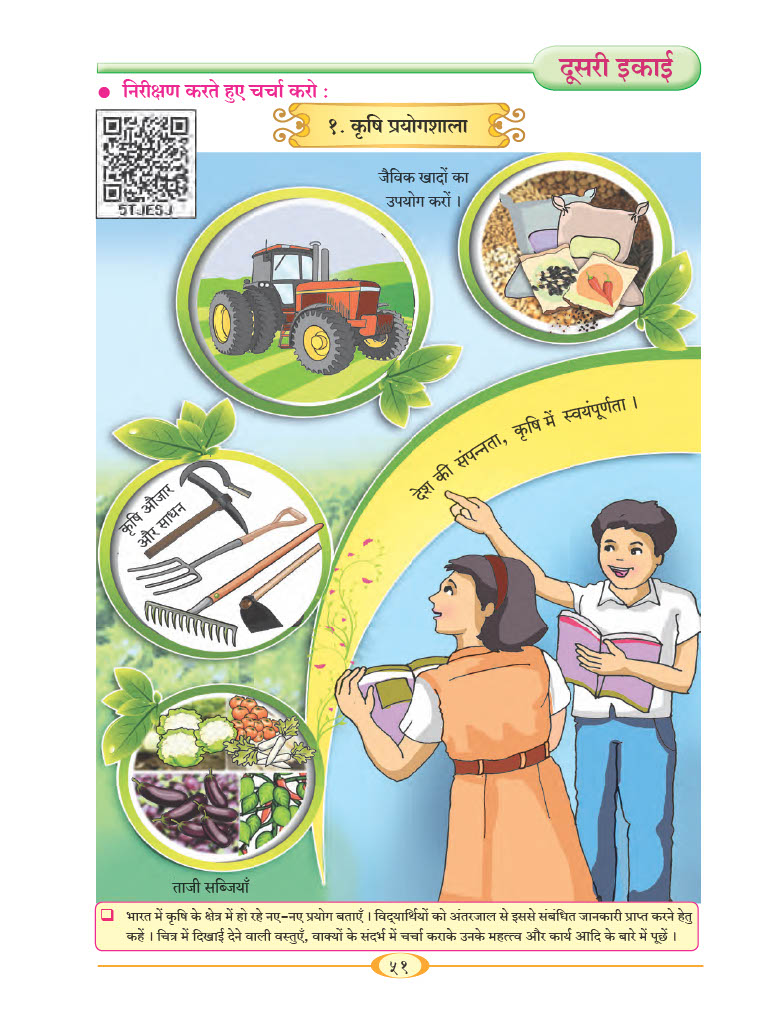 दूसरी इकाई
● निरीक्षण करते हुए चर्चा करो :
१. कृषि प्रयोगशाला
5TJESJ
जैविक खादों का
उपयोग करों ।
देश की संपन्नता, कृषि में स्वयंपूर्णता ।
कृषि औजार
और साधन
ताजी सब्जियाँ
❑ भारत में कृषि के क्षेत्र में हो रहे नए-नए प्रयोग बताएँ । विद्यार्थियों को अंतरजाल से इससे संबंधित जानकारी प्राप्त करने हेतु
कहें । चित्र में दिखाई देने वाली वस्तुएँ, वाक्यों के संदर्भ में चर्चा कराके उनके महत्त्व और कार्य आदि के बारे में पूछें ।
५१